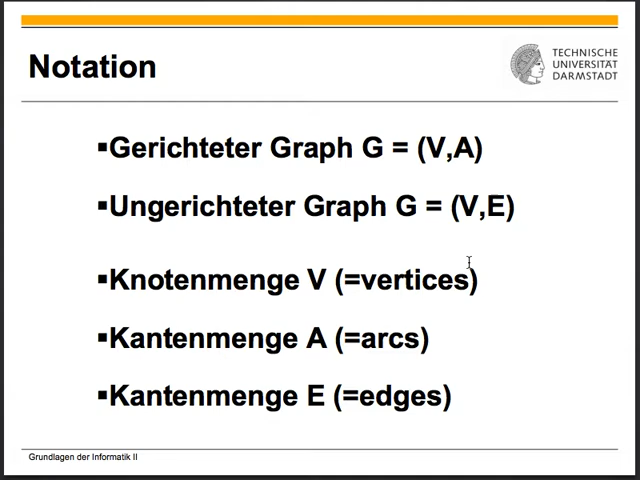 Notation
TECHNISCHE
UNIVERSITÄT
DARMSTADT
▪Gerichteter Graph G = (V,A)
▪Ungerichteter Graph G = (V,E)
▪Knotenmenge V (=vertices)
▪Kantenmenge A (=arcs)
▪Kantenmenge E (=edges)
Grundlagen der Informatik II